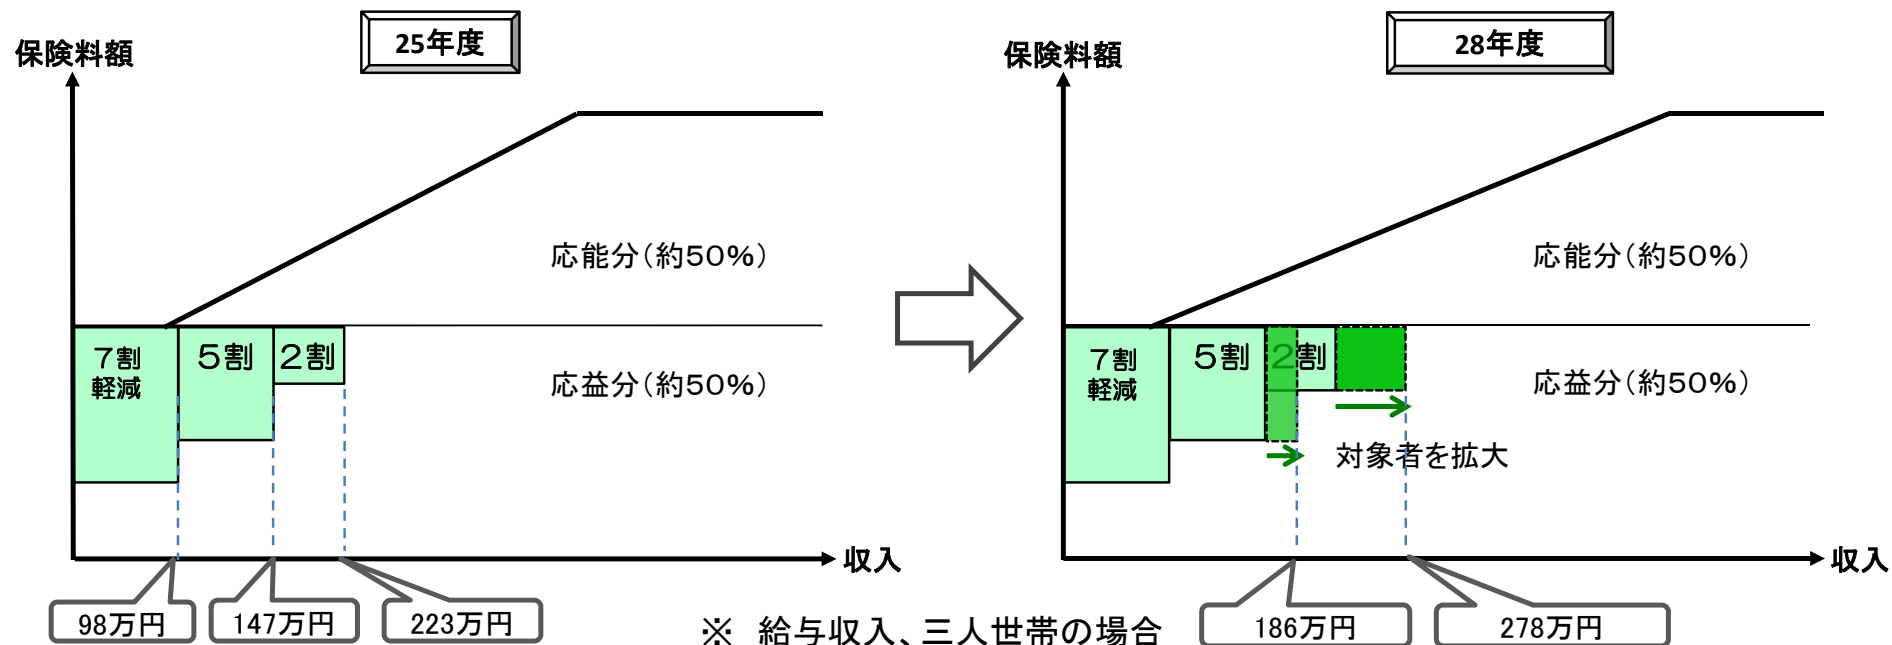 25年度
保険料額
応能分（約50％）
７割
軽減
５割
２割
応益分（約50％）
収入
98万円
147万円
223万円
28年度
保険料額
応能分（約50％）
７割
軽減
５割
２割
応益分（約50％）
対象者を拡大
収入
186万円
278万円
※　給与収入、三人世帯の場合